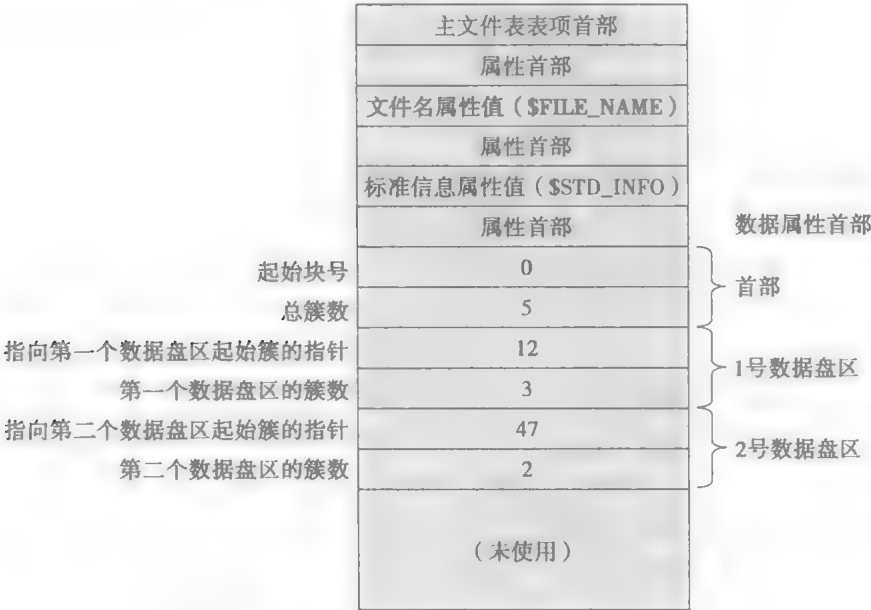 主文件表表项首部
属性首部
文件名属性值（$FILE_NAME）
属性首部
标准信息属性值（$STD_INFO）
属性首部 数据属性首部
起始块号 0
首部
总簇数 5
指向第一个数据盘区起始簇的指针 12
1号数据盘区
第一个数据盘区的簇数 3
指向第二个数据盘区起始簇的指针 47
2号数据盘区
第二个数据盘区的簇数 2
（未使用）